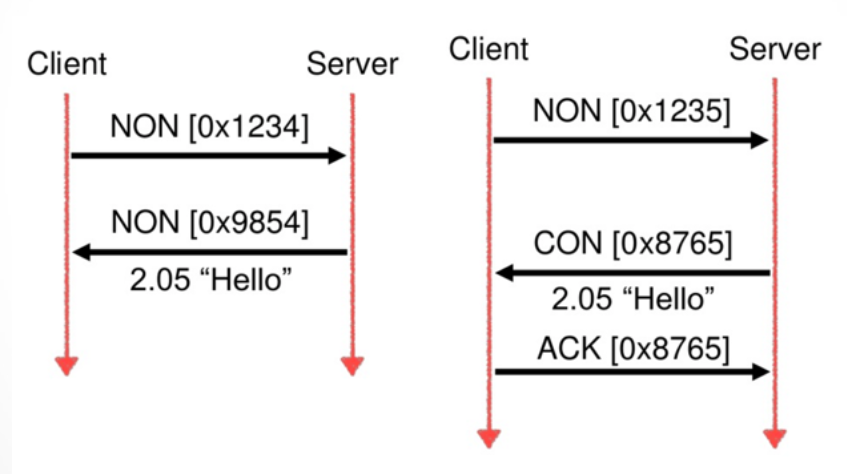 Client Server
NON [0x1234]
NON [0x9854]
2.05 “Hello”
Client Server
NON [0x1235]
CON [0x8765]
2.05 “Hello”
ACK [0x8765]